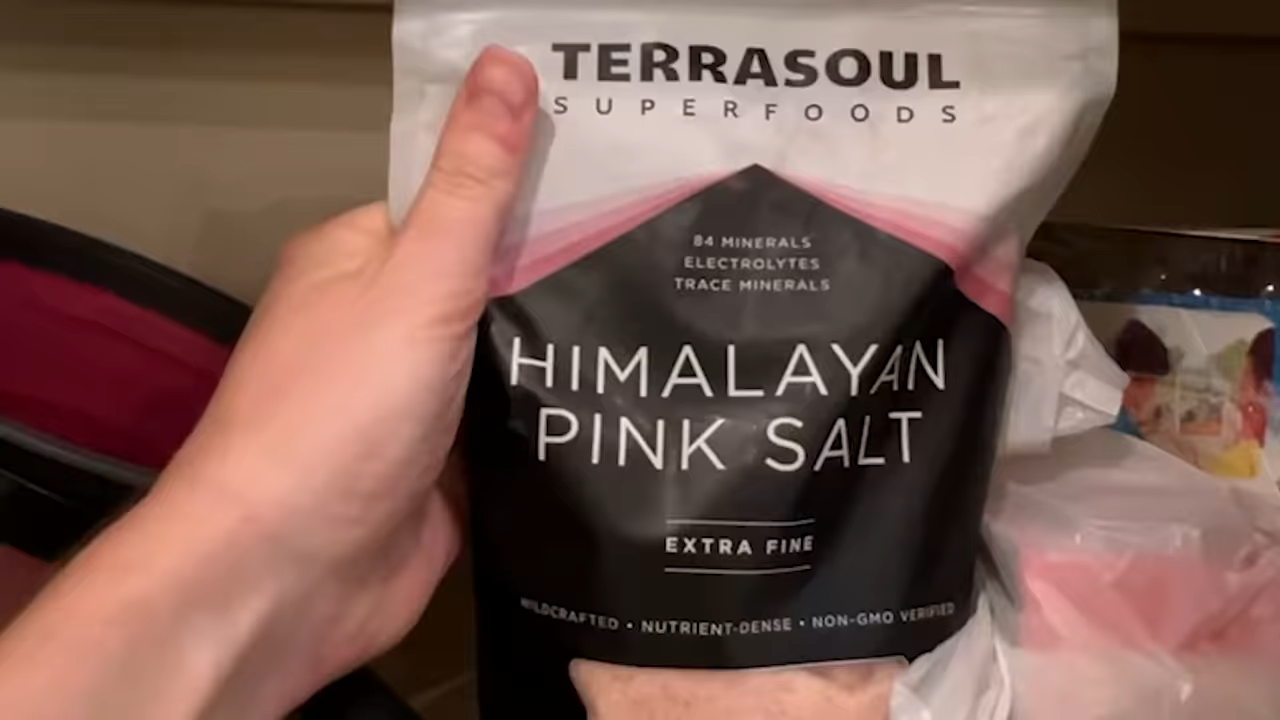 TERRASOUL
SUPERFOODS
84 MINERALS
ELECTROLYTES
TRACE MINERALS
HIMALAYAN
PINK SALT
EXTRA FINE
WILDCRAFTED • NUTRIENT-DENSE • NON-GMO VERIFIED